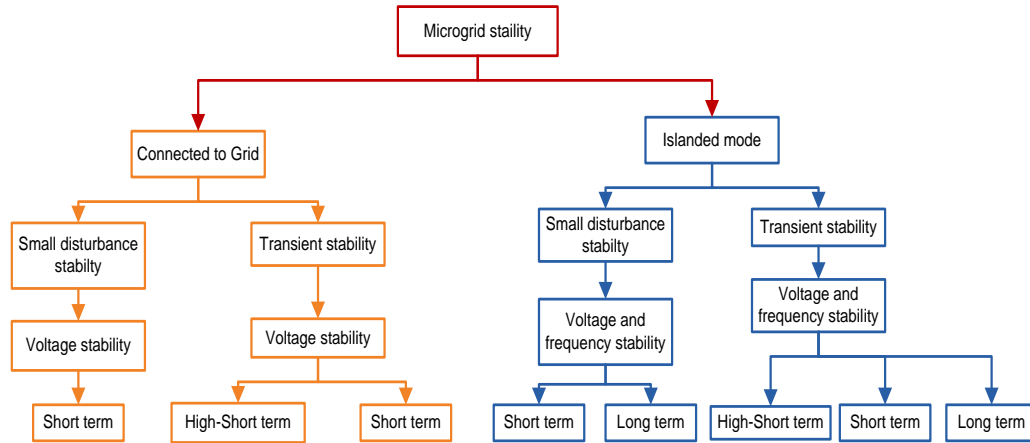 Microgrid staility
Connected to Grid
Islanded mode
Small disturbance
stabilty
Transient stability
Small disturbance
stabilty
Transient stability
Voltage stability
Voltage stability
Voltage and
frequency stability
Voltage and
frequency stability
Short term
High-Short term
Short term
Short term
Long term
High-Short term
Short term
Long term